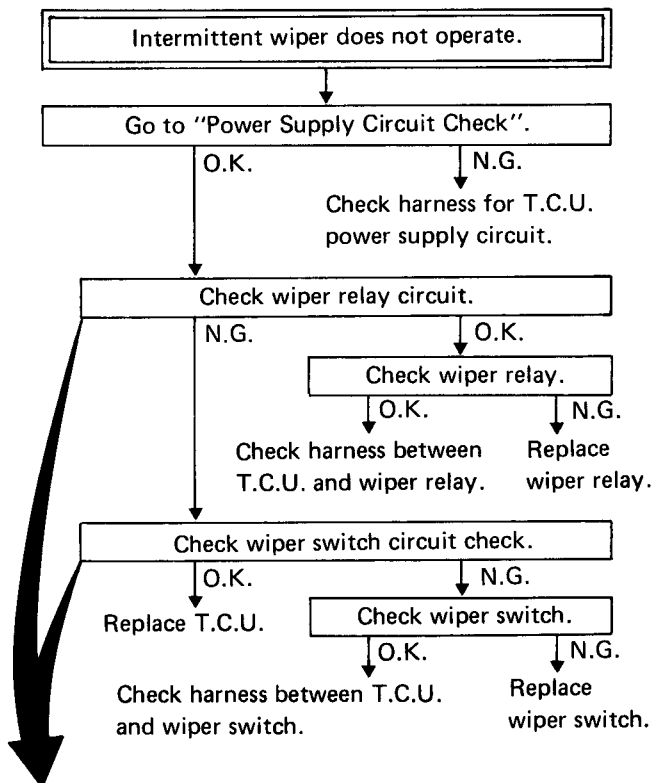 Intermittent wiper does not operate.
Go to "Power Supply Circuit Check".
O.K.
N.G.
Check harness for T.C.U.
power supply circuit.
Check wiper relay circuit.
N.G.
O.K.
Check wiper relay.
O.K.
N.G.
Check harness between
T.C.U. and wiper relay.
Replace
wiper relay.
Check wiper switch circuit check.
O.K.
N.G.
Replace T.C.U.
Check wiper switch.
O.K.
N.G.
Check harness between T.C.U.
and wiper switch.
Replace
wiper switch.